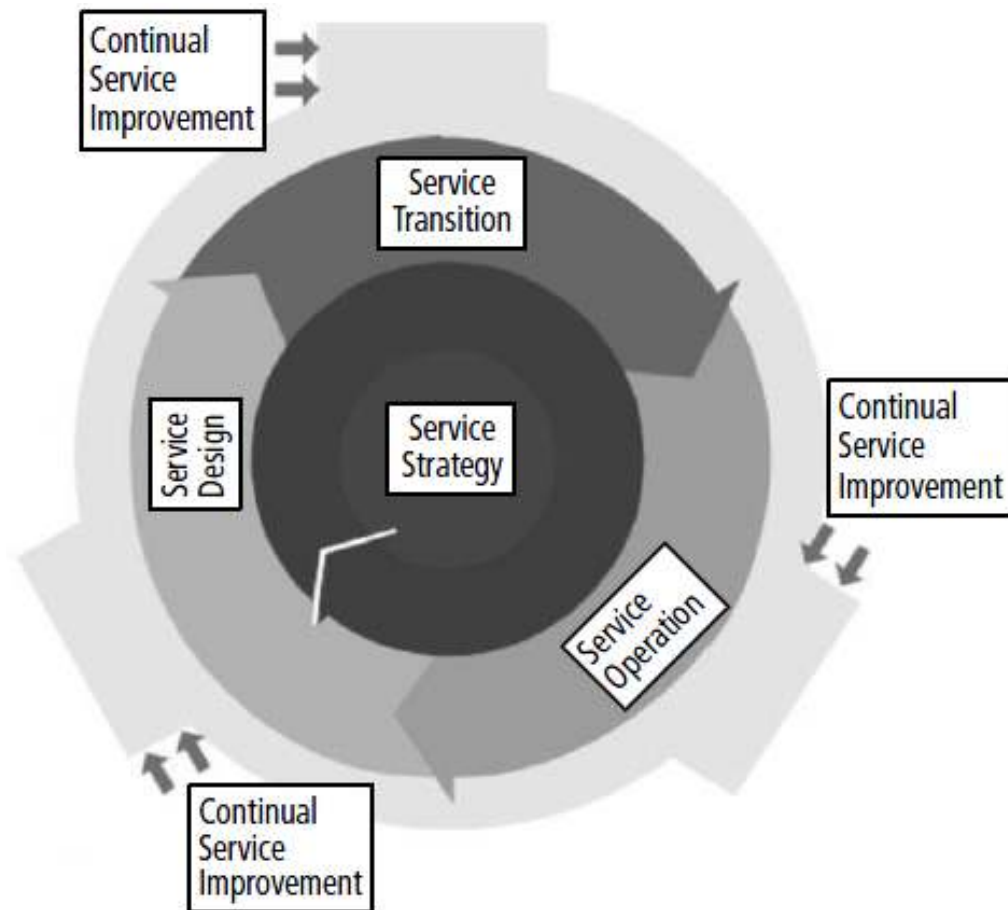 Continual
Service
Improvement
Service
Transition
Service
Design
Service
Strategy
Continual
Service
Improvement
Service
Operation
Continual
Service
Improvement